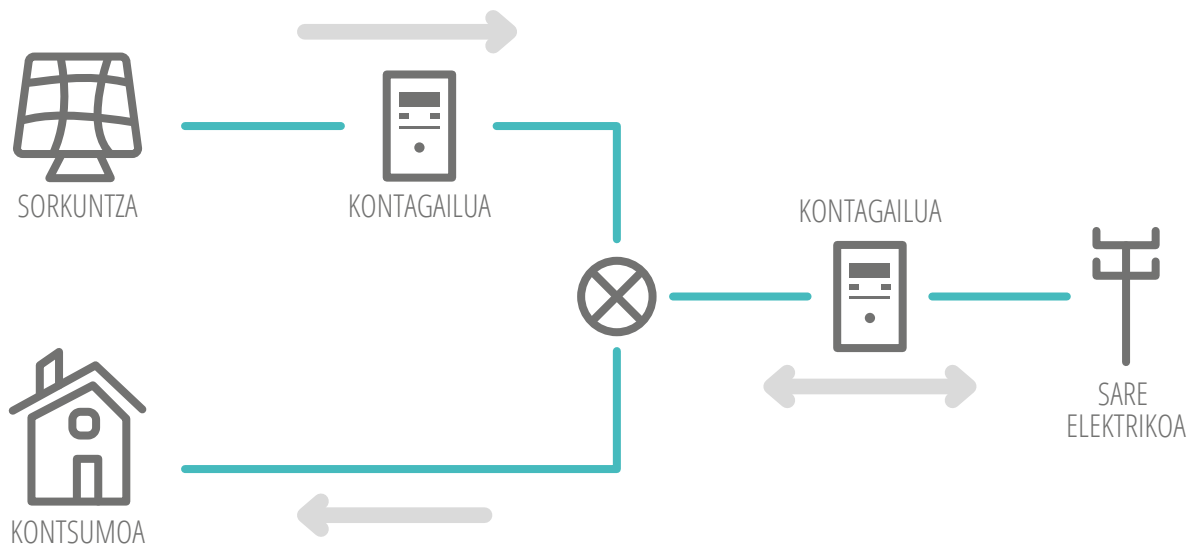 SORKUNTZA
KONTAGAILUA
KONTAGAILUA
SARE
ELEKTRIKOA
KONTSUMOA